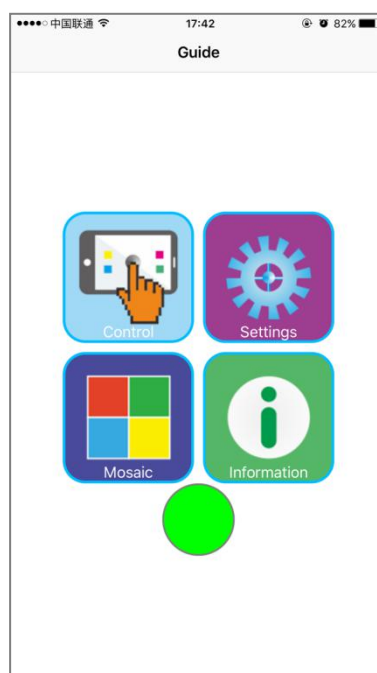 中国联通 17:42 82%
Guide
Control Settings
Mosaic Information